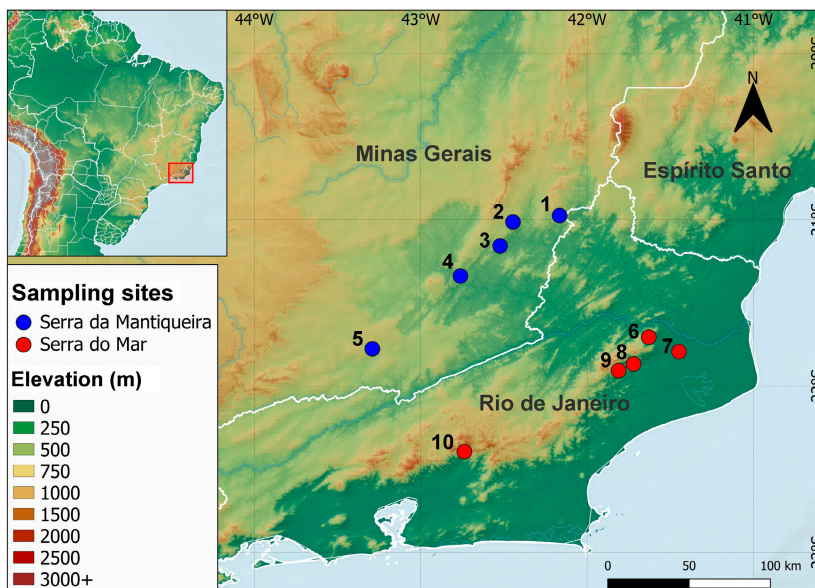 44°W 43°W 42°W 41°W
N
Minas Gerais
Espírito Santo
1
2
3
4
5
6
7
8
9
10
Rio de Janeiro
Sampling sites
Serra da Mantiqueira
Serra do Mar
Elevation (m)
0
250
500
750
1000
1500
2000
2500
3000+
0 50 100 km